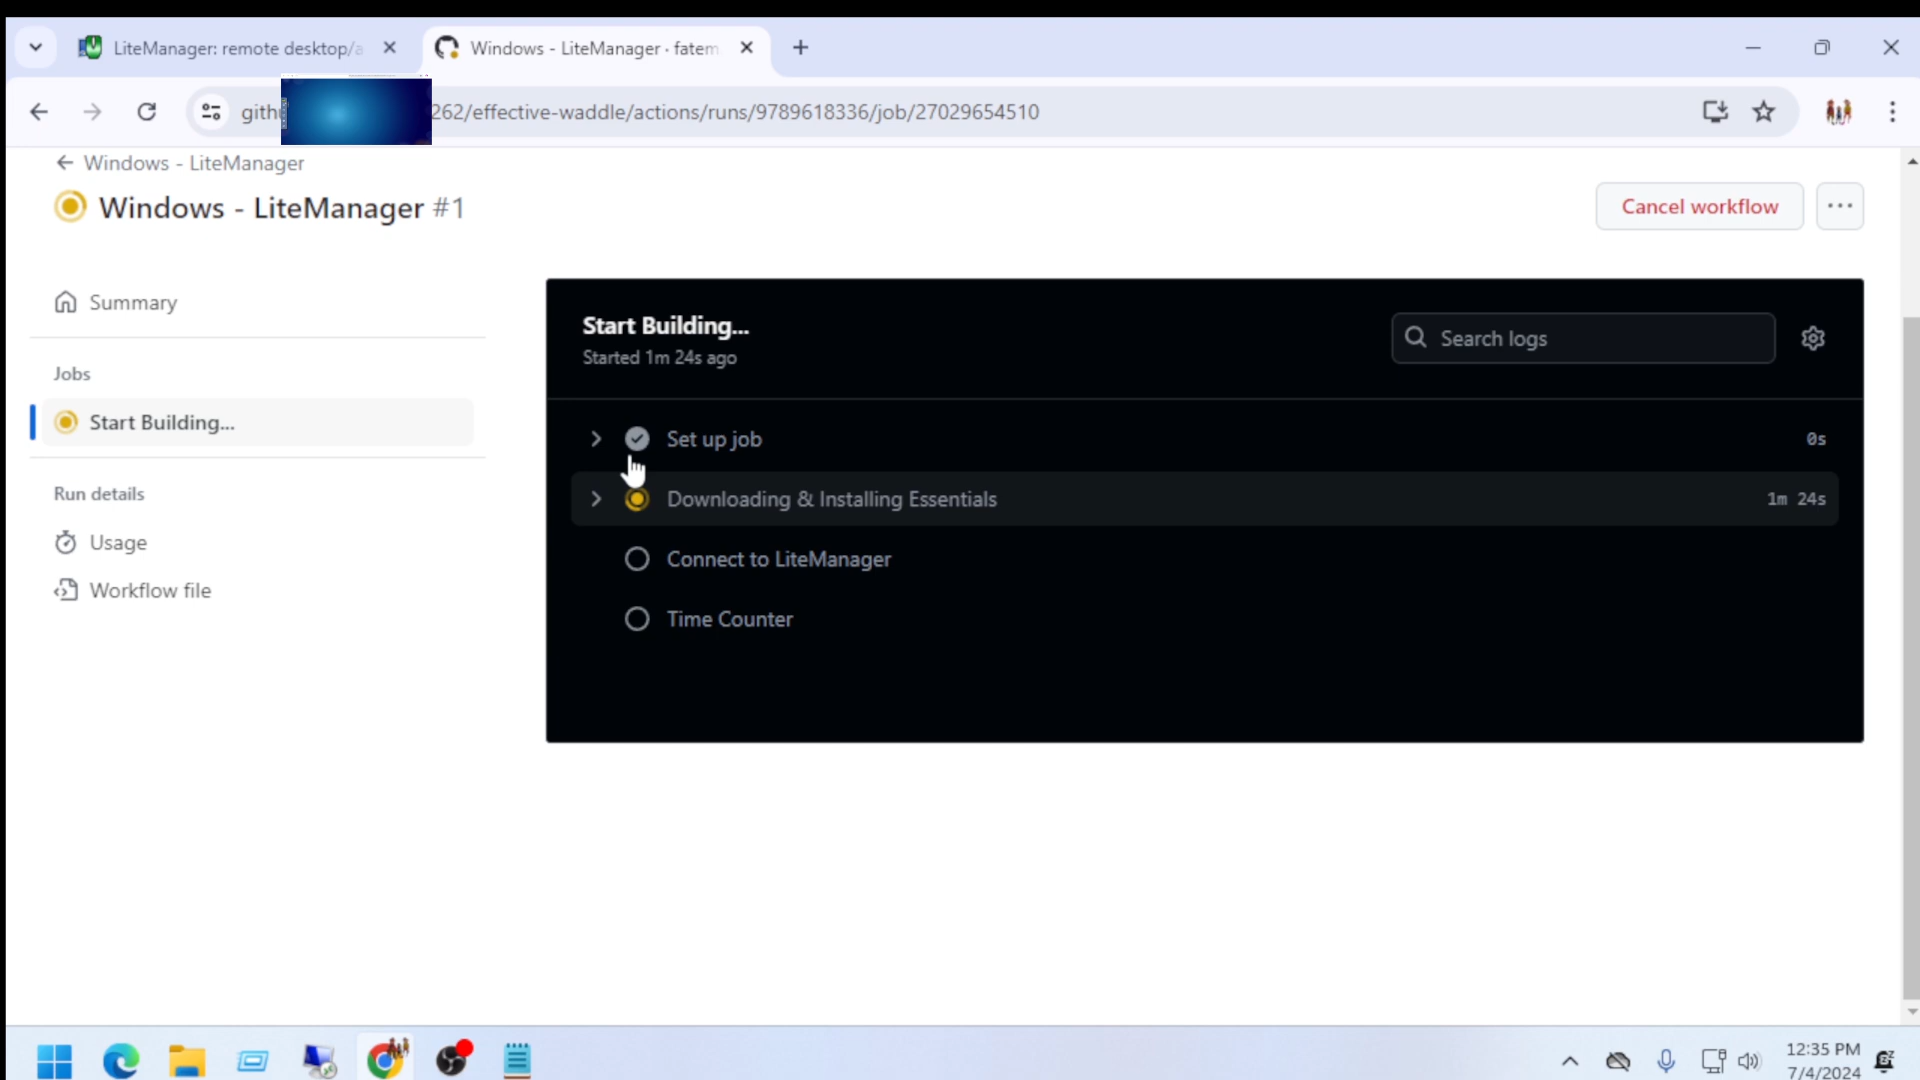 LiteManager: remote desktop/a
Windows - LiteManager · fatem
gith
262/effective-waddle/actions/runs/9789618336/job/27029654510
Windows - LiteManager
Windows - LiteManager #1
Cancel workflow
Summary
Start Building...
Started 1m 24s ago
Search logs
Jobs
Start Building...
Set up job
0s
Run details
Downloading & Installing Essentials
1m 24s
Usage
Connect to LiteManager
Workflow file
Time Counter
12:35 PM
7/4/2024